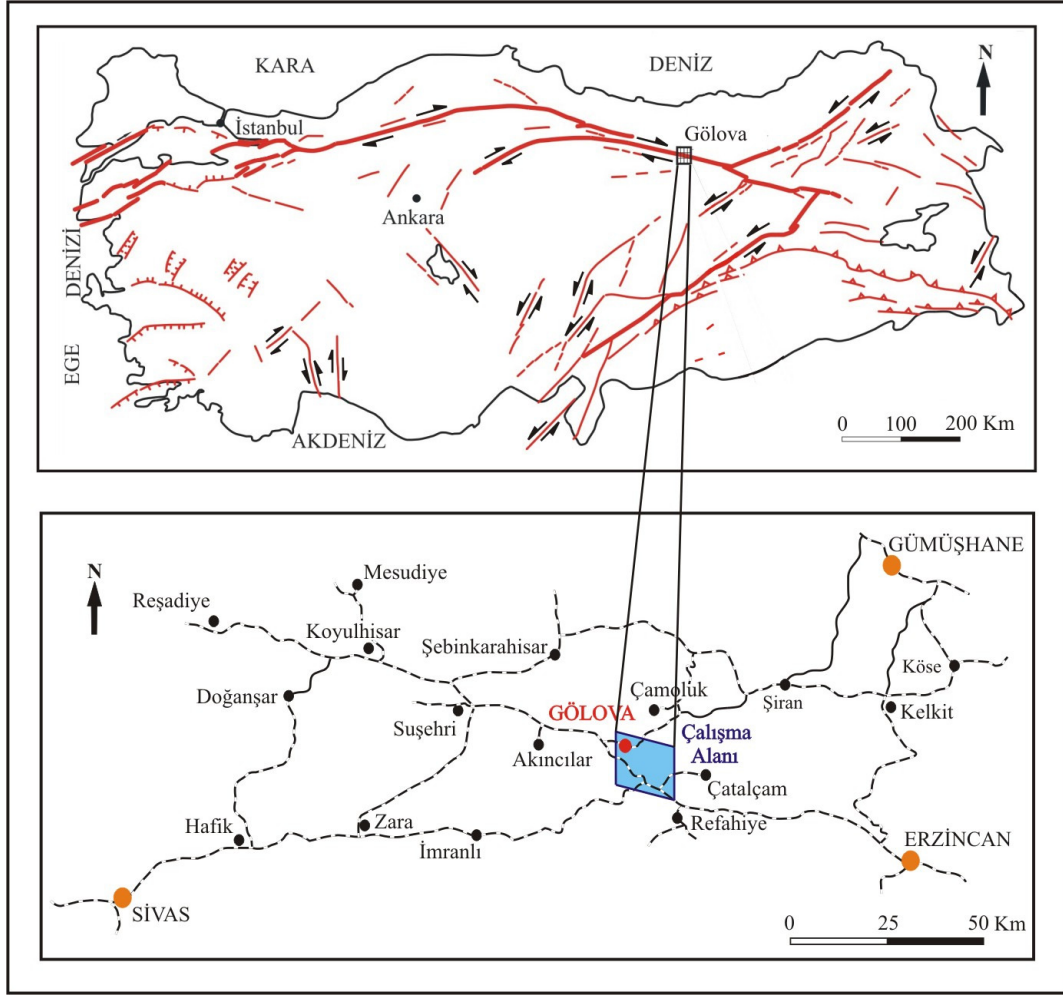 KARA
DENİZ
N
İstanbul
Gölova
Ankara
EGE DENİZİ
AKDENİZ
0 100 200 Km
N
GÜMÜŞHANE
Mesudiye
Reşadiye
Koyulhisar
Şebinkarahisar
Köse
Doğanşar
Çamoluk
Şiran
GÖLOVA
Kelkit
Suşehri
Çalışma
Alanı
Akıncılar
Çatalçam
Hafik
Zara
Refahiye
İmranlı
ERZİNCAN
SİVAS
0 25 50 Km